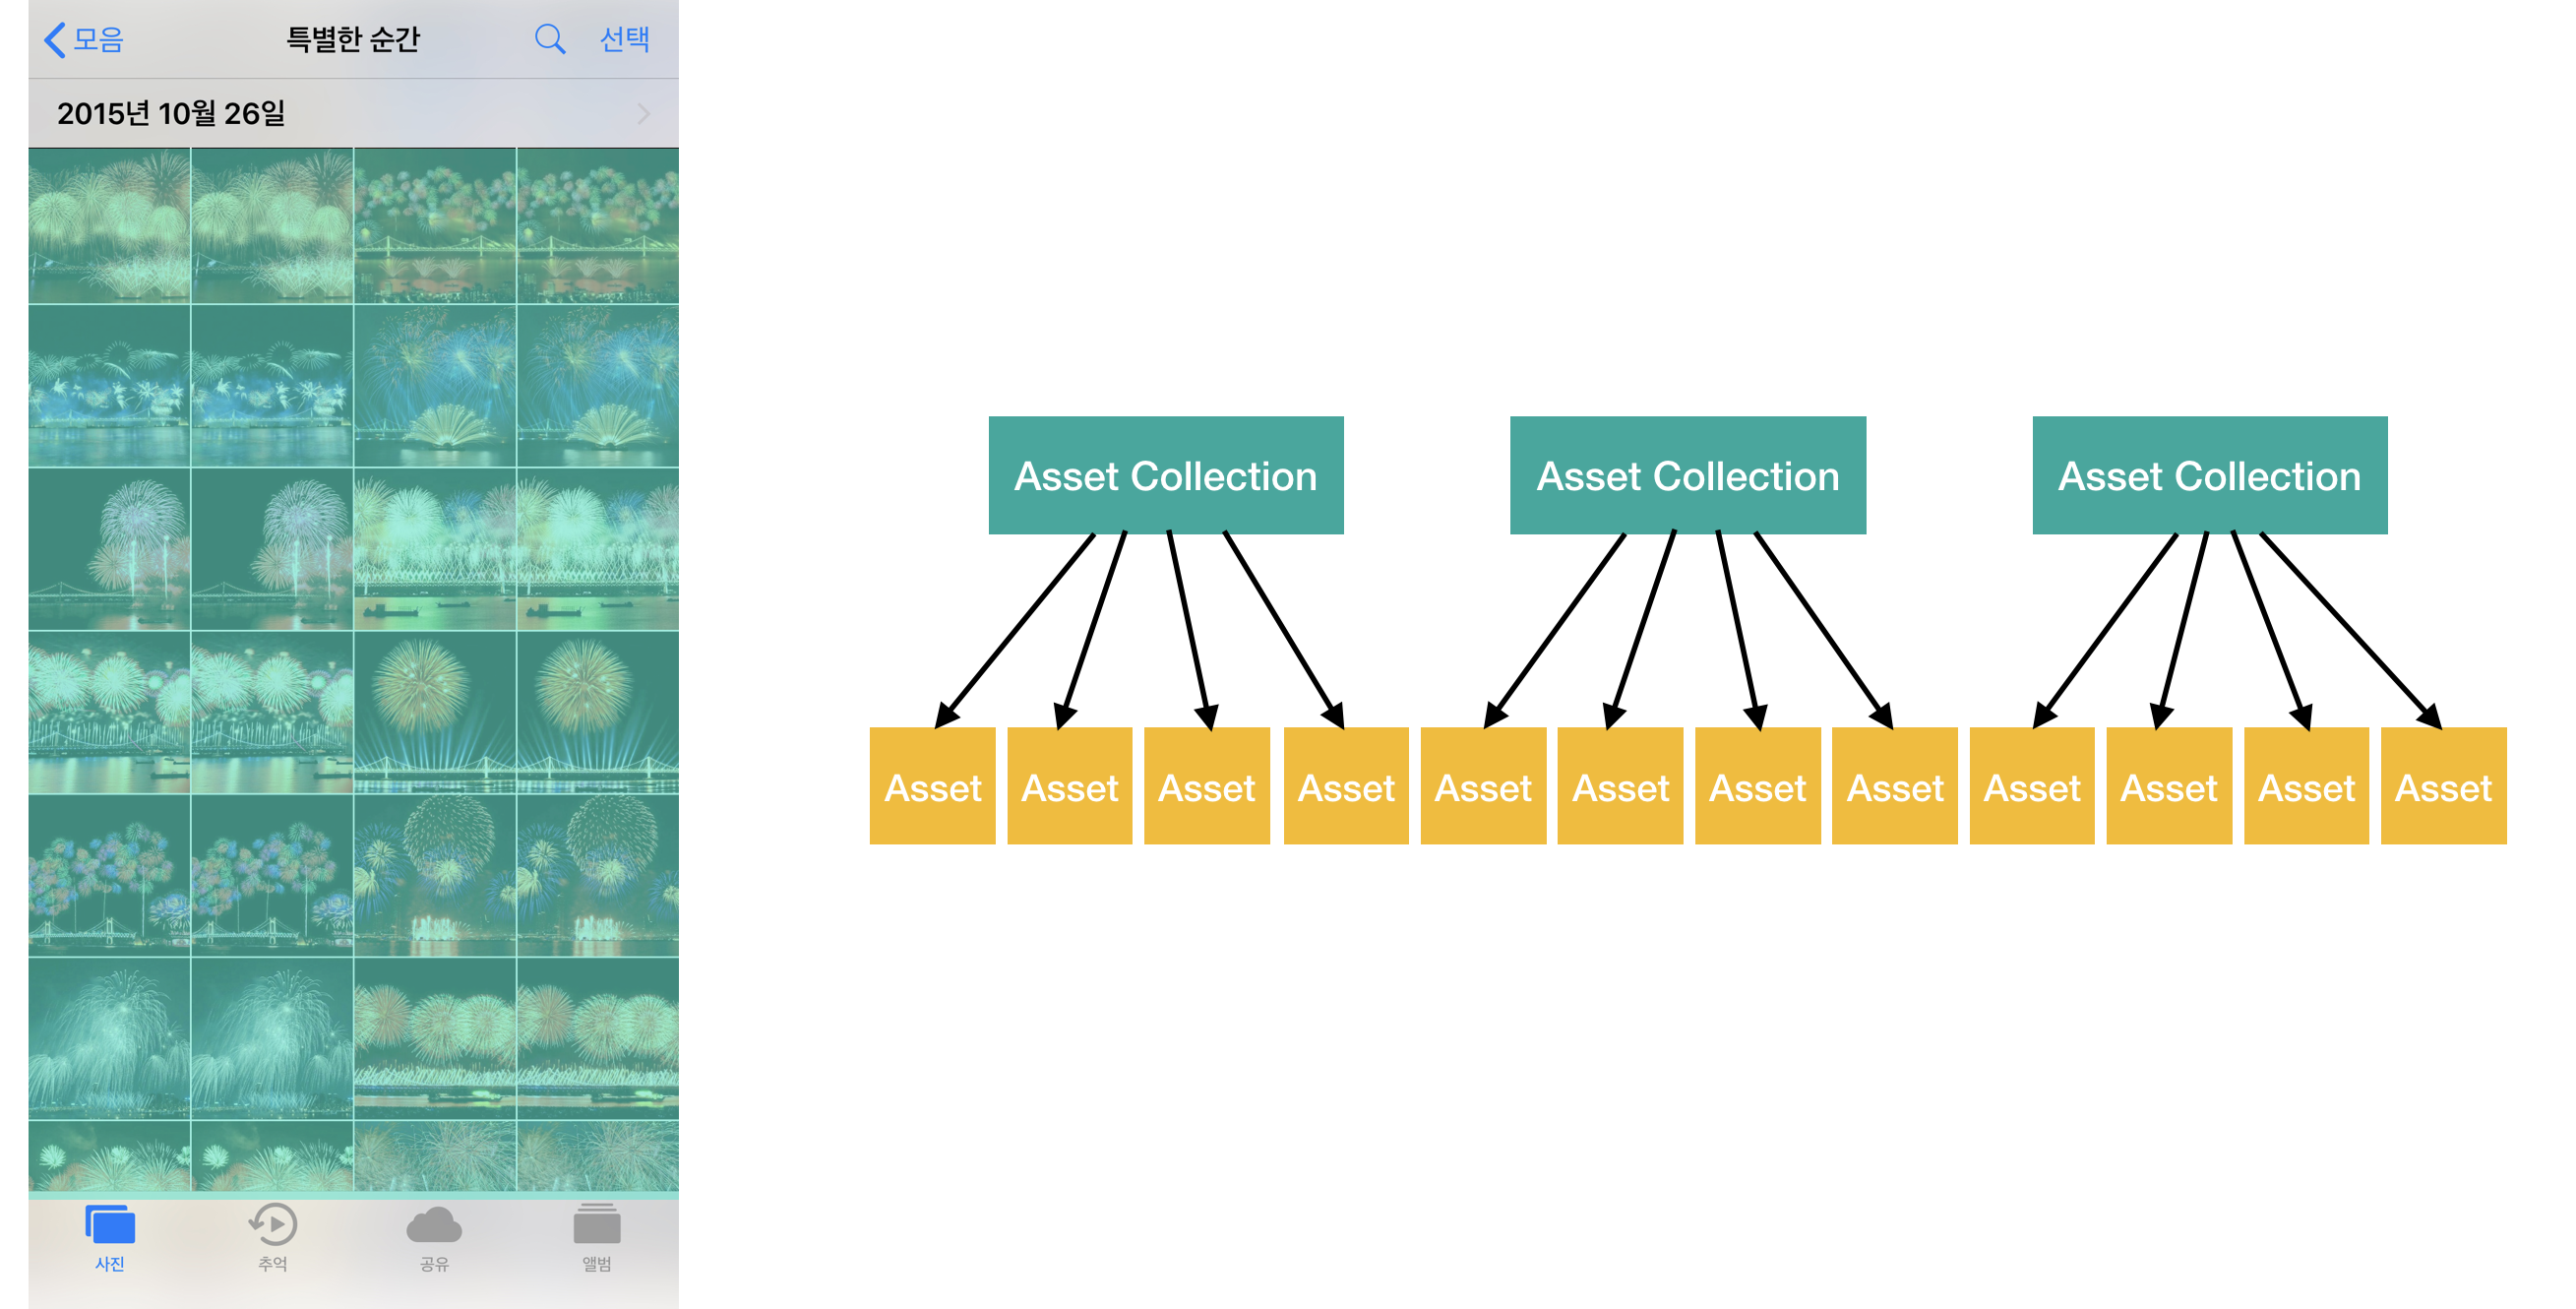 모음
특별한 순간
선택
2015년 10월 26일
사진
추억
공유
앨범
Asset Collection
Asset Collection
Asset Collection
Asset
Asset
Asset
Asset
Asset
Asset
Asset
Asset
Asset
Asset
Asset
Asset